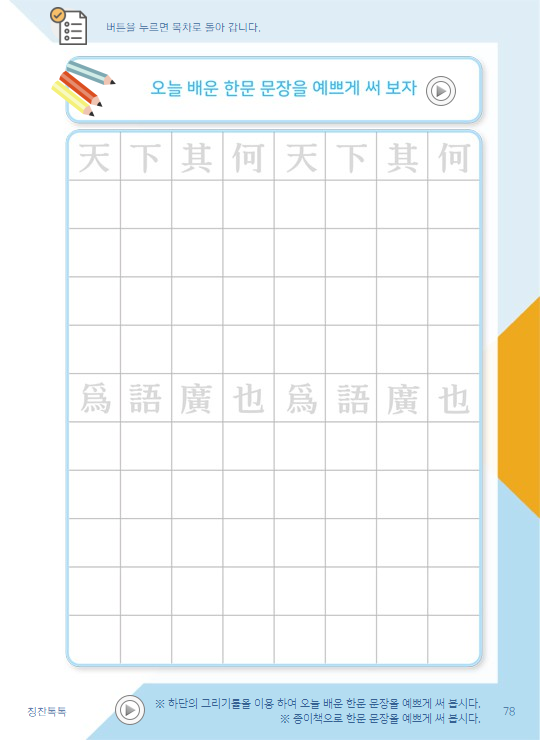 버튼을 누르면 목차로 돌아 갑니다.
오늘 배운 한문 문장을 예쁘게 써 보자
天下其何天下其何
爲語廣也爲語廣也
※ 하단의 그리기툴을 이용 하여 오늘 배운 한문 문장을 예쁘게 써 봅시다.
※ 종이책으로 한문 문장을 예쁘게 써 봅시다.
칭찬톡톡
78